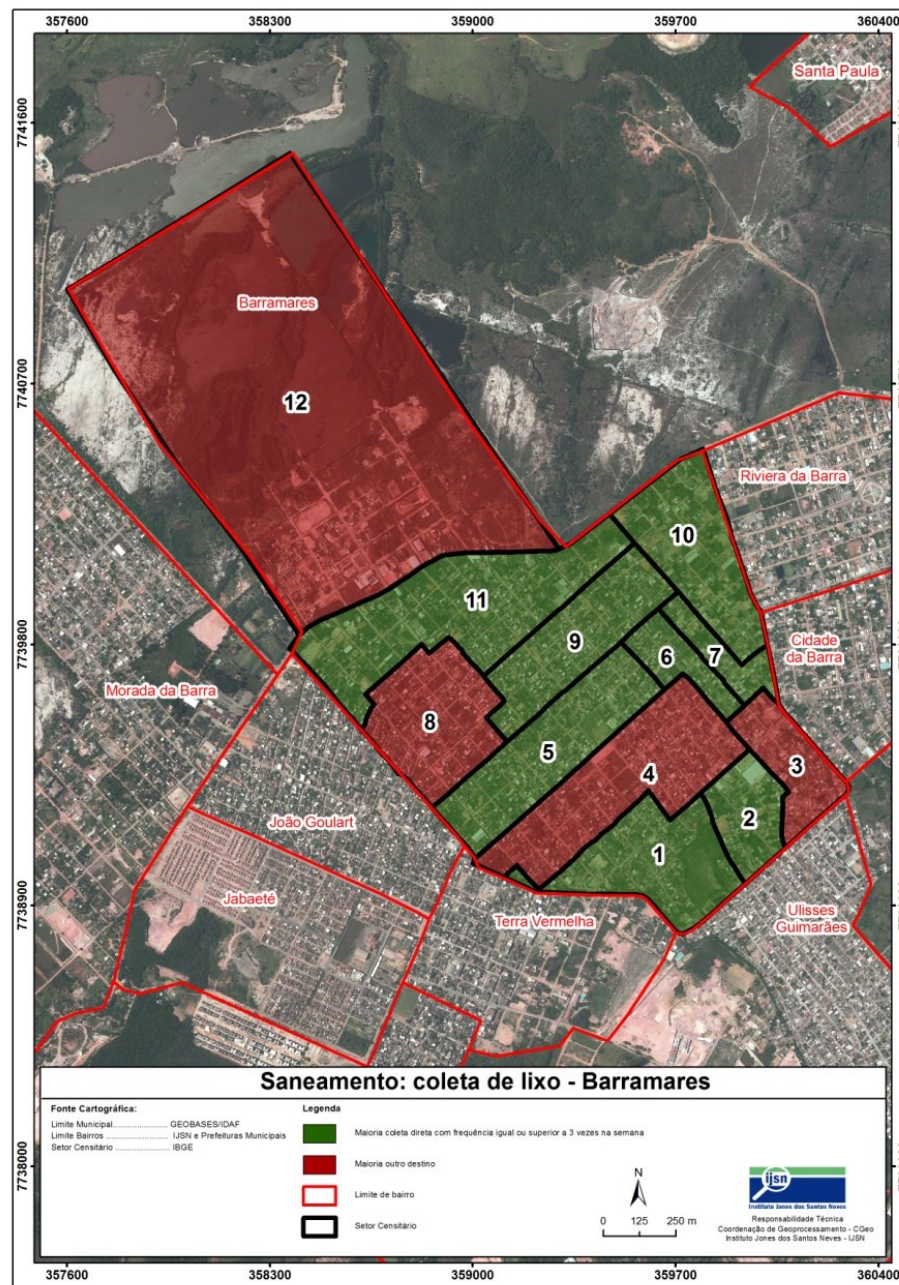 357600 358300 359000 359700 360400
Santa Paula
7741600
Barramares
7740700
12
Riviera da Barra
10
11
9
7739800
6
7
Cidade
da Barra
Morada da Barra
8
5
4
3
2
João Goulart
1
Jabaeté
7738900
Terra Vermelha
Ulisses
Guimarães
Saneamento: coleta de lixo - Barramares
Fonte Cartográfica:
Limite Municipal............ GEOBASES/IDAF
Limite Bairros ............ IJSN e Prefeituras Municipais
Setor Censitário ............ IBGE
Legenda
Maioria coleta direta com frequência igual ou superior a 3 vezes na semana
Maioria outro destino
Limite de bairro
Setor Censitário
N
0 125 250 m
ijsn
Instituto Jones dos Santos Neves
Responsabilidade Técnica
Coordenação de Geoprocessamento - CGeo
Instituto Jones dos Santos Neves - IJSN
7738000
357600 358300 359000 359700 360400